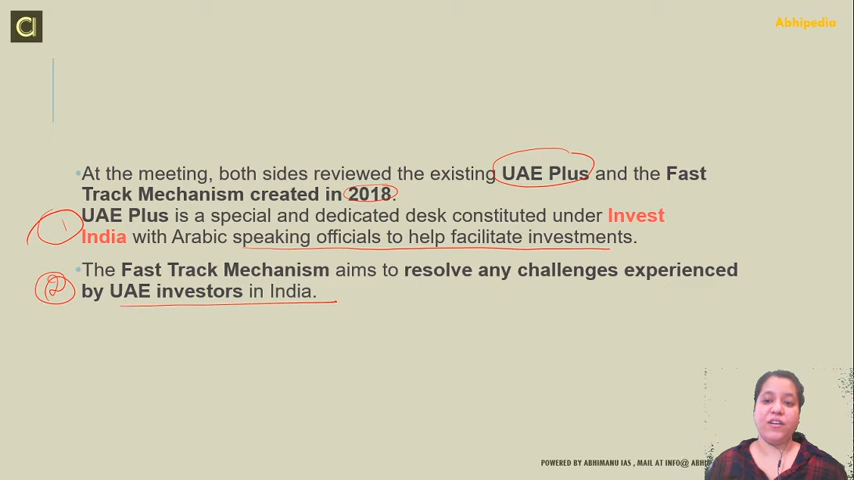 Abhipedia
•At the meeting, both sides reviewed the existing UAE Plus and the Fast
Track Mechanism created in 2018.
UAE Plus is a special and dedicated desk constituted under Invest
India with Arabic speaking officials to help facilitate investments.
1
•The Fast Track Mechanism aims to resolve any challenges experienced
by UAE investors in India.
2
POWERED BY ABHIMANU IAS , MAIL AT INFO@